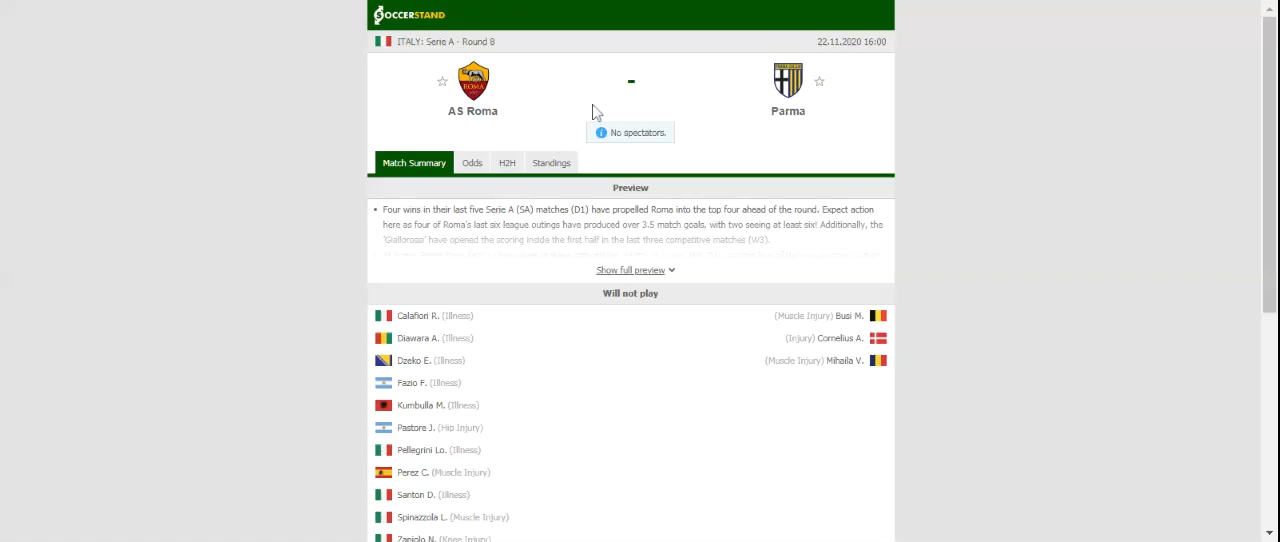 SOCCERSTAND
ITALY: Serie A - Round 8 22.11.2020 16:00
ROMA
-
AS Roma Parma
No spectators.
Match Summary Odds H2H Standings
Preview
• Four wins in their last five Serie A (SA) matches (D1) have propelled Roma into the top four ahead of the round. Expect action
here as four of Roma's last six league outings have produced over 3.5 match goals, with two seeing at least six! Additionally, the
'Giallorossi' have opened the scoring inside the first half in the last three competitive matches (W3).
Show full preview
Will not play
Calafiori R. (Illness) (Muscle Injury) Busi M.
Diawara A. (Illness) (Injury) Cornelius A.
Dzeko E. (Illness) (Muscle Injury) Mihaila V.
Fazio F. (Illness)
Kumbulla M. (Illness)
Pastore J. (Hip Injury)
Pellegrini Lo. (Illness)
Perez C. (Muscle Injury)
Santon D. (Illness)
Spinazzola L. (Muscle Injury)
Zaniolo N. (Knee Injury)